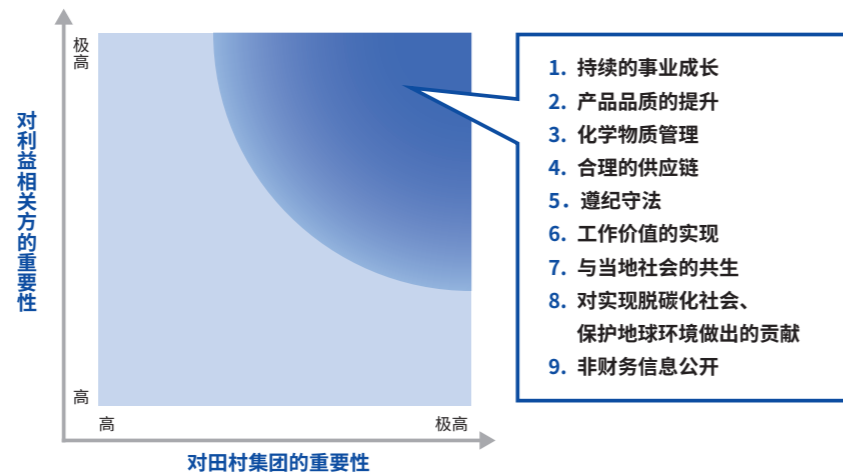 极高
对利益相关方的重要性
高
高
极高
对田村集团的重要性
1. 持续的事业成长
2. 产品品质的提升
3. 化学物质管理
4. 合理的供应链
5. 遵纪守法
6. 工作价值的实现
7. 与当地社会的共生
8. 对实现脱碳化社会、
保护地球环境做出的贡献
9. 非财务信息公开